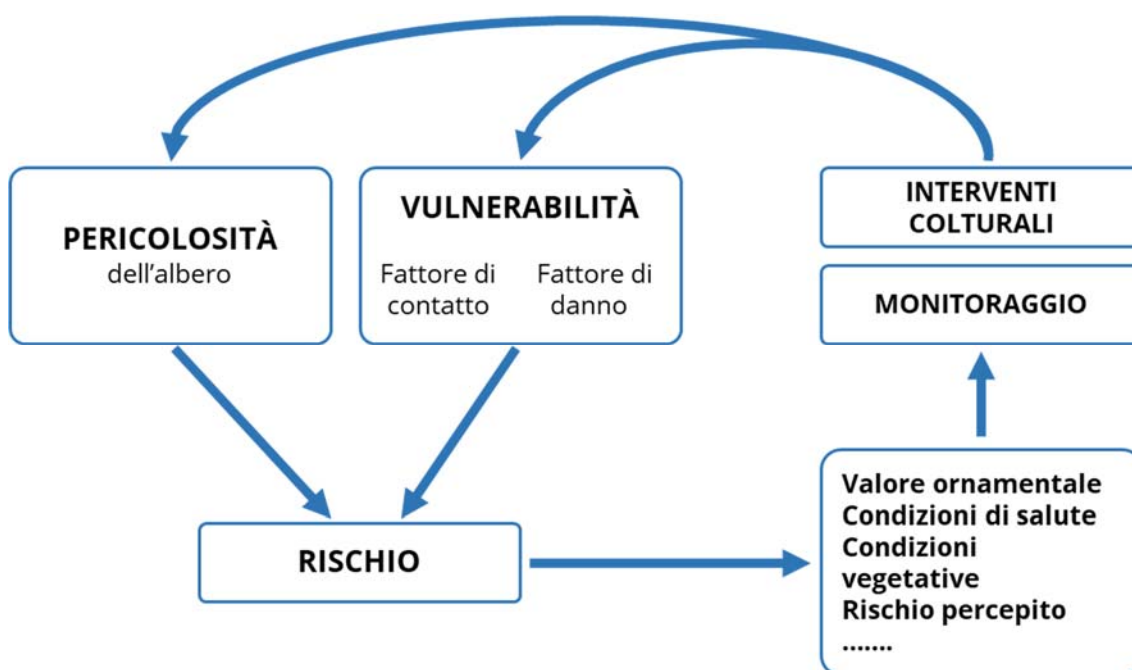 PERICOLOSITÀ
dell'albero
VULNERABILITÀ
Fattore di
contatto
Fattore di
danno
INTERVENTI
COLTURALI
MONITORAGGIO
RISCHIO
Valore ornamentale
Condizioni di salute
Condizioni
vegetative
Rischio percepito
.......